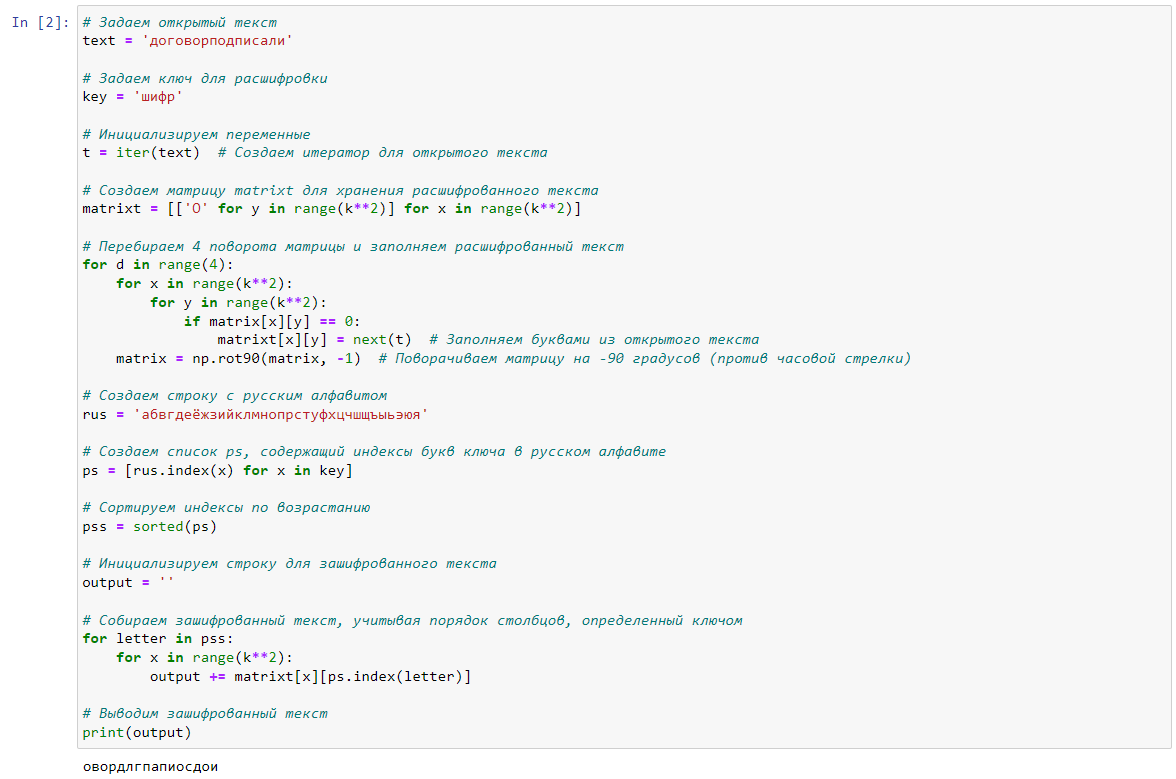 In [2]: # Задаем открытый текст
text = 'договорподписали'
# Задаем ключ для расшифровки
key = 'шифр'
# Инициализируем переменные
t = iter(text)  # Создаем итератор для открытого текста
# Создаем матрицу matrixt для хранения расшифрованного текста
matrixt = [['О' for y in range(k**2)] for x in range(k**2)]
# Перебираем 4 поворота матрицы и заполняем расшифрованный текст
for d in range(4):
    for x in range(k**2):
        for y in range(k**2):
            if matrix[x][y] == 0:
                matrixt[x][y] = next(t)  # Заполняем буквами из открытого текста
    matrix = np.rot90(matrix, -1)  # Поворачиваем матрицу на -90 градусов (против часовой стрелки)
# Создаем строку с русским алфавитом
rus = 'абвгдеёжзийклмнопрстуфхцчшщъыьэюя'
# Создаем список ps, содержащий индексы букв ключа в русском алфавите
ps = [rus.index(x) for x in key]
# Сортируем индексы по возрастанию
pss = sorted(ps)
# Инициализируем строку для зашифрованного текста
output = ''
# Собираем зашифрованный текст, учитывая порядок столбцов, определенный ключом
for letter in pss:
    for x in range(k**2):
        output += matrixt[x][ps.index(letter)]
# Выводим зашифрованный текст
print(output)
овордлгпапиосдои